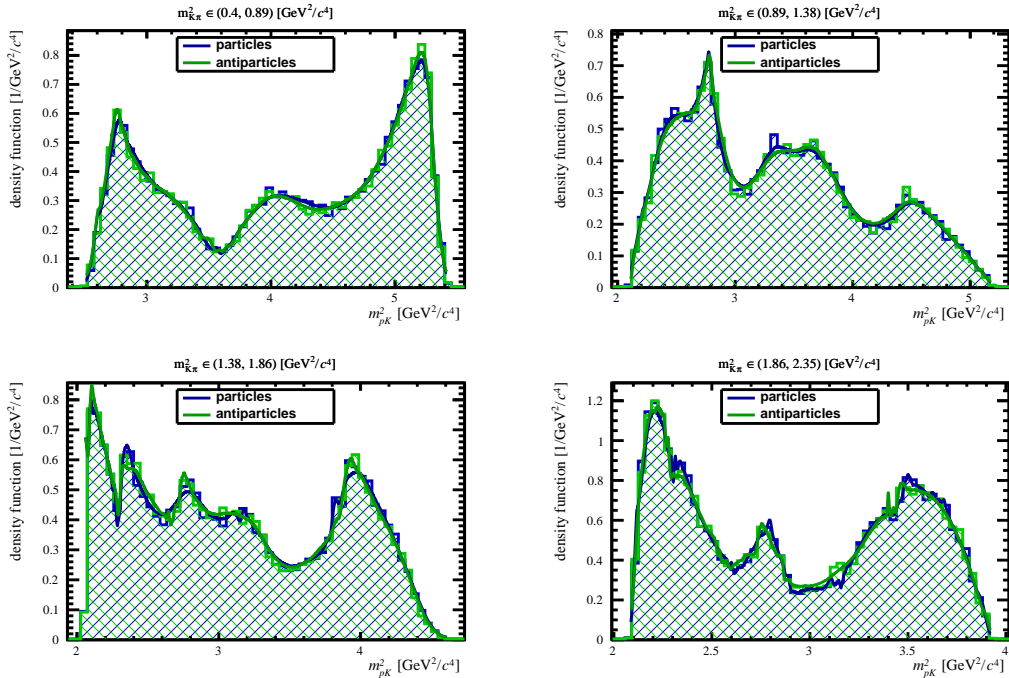 m²Kπ ∈ (0.4, 0.89) [GeV²/c⁴]
density function [1/GeV²/c⁴]
particles
antiparticles
0.8
0.7
0.6
0.5
0.4
0.3
0.2
0.1
0
3 4 5
m²pK [GeV²/c⁴]
m²Kπ ∈ (0.89, 1.38) [GeV²/c⁴]
density function [1/GeV²/c⁴]
particles
antiparticles
0.8
0.7
0.6
0.5
0.4
0.3
0.2
0.1
0
2 3 4 5
m²pK [GeV²/c⁴]
m²Kπ ∈ (1.38, 1.86) [GeV²/c⁴]
density function [1/GeV²/c⁴]
particles
antiparticles
0.8
0.7
0.6
0.5
0.4
0.3
0.2
0.1
0
2 3 4
m²pK [GeV²/c⁴]
m²Kπ ∈ (1.86, 2.35) [GeV²/c⁴]
density function [1/GeV²/c⁴]
particles
antiparticles
1.2
1
0.8
0.6
0.4
0.2
0
2 2.5 3 3.5 4
m²pK [GeV²/c⁴]